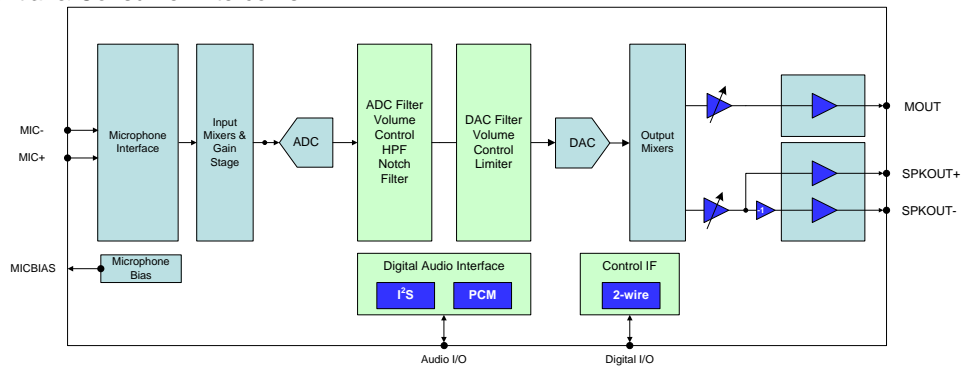 MIC-
MIC+
MICBIAS
Microphone
Interface
Microphone
Bias
Input
Mixers &
Gain
Stage
ADC
ADC Filter
Volume
Control
HPF
Notch
Filter
DAC Filter
Volume
Control
Limiter
DAC
Output
Mixers
-1
MOUT
SPKOUT+
SPKOUT-
Digital Audio Interface
I²S
PCM
Control IF
2-wire
Audio I/O
Digital I/O